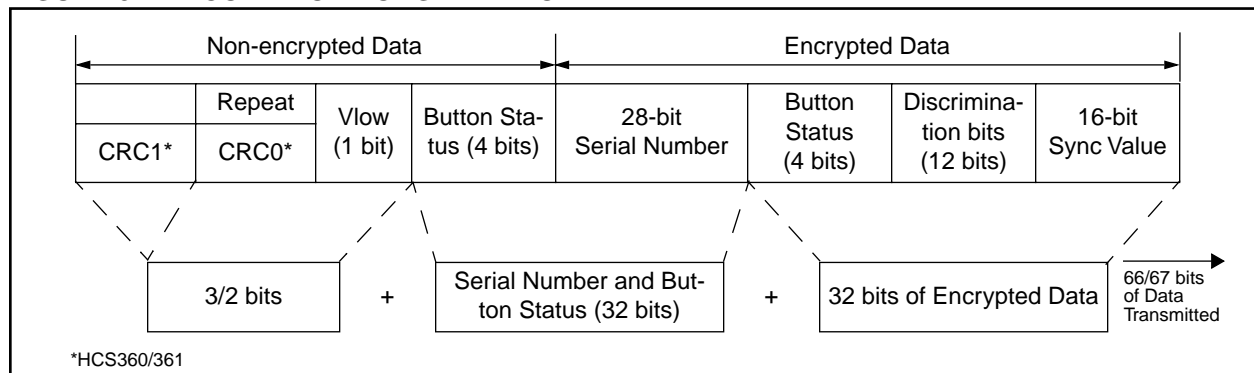 Non-encrypted Data
Encrypted Data
Repeat
CRC1*
CRC0*
Vlow
(1 bit)
Button Sta-
tus (4 bits)
28-bit
Serial Number
Button
Status
(4 bits)
Discrimina-
tion bits
(12 bits)
16-bit
Sync Value
3/2 bits
+
Serial Number and But-
ton Status (32 bits)
+
32 bits of Encrypted Data
66/67 bits
of Data
Transmitted
*HCS360/361